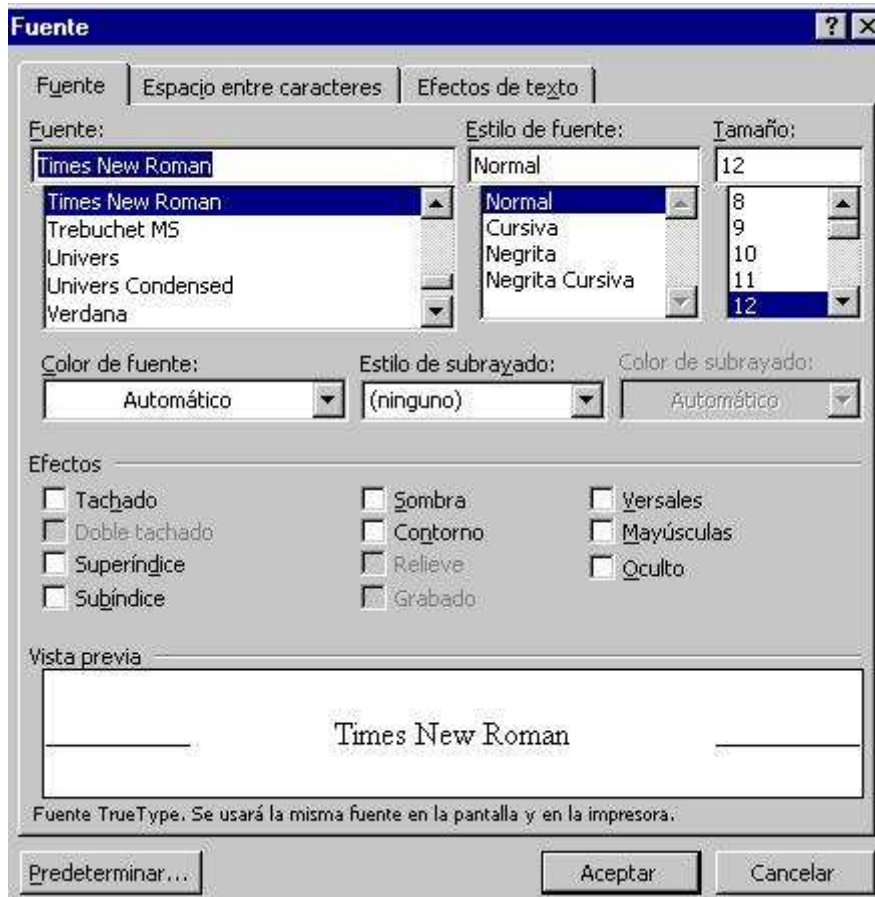 Fuente
Fuente Espacio entre caracteres Efectos de texto
Fuente: Estilo de fuente: Tamaño:
Times New Roman Normal 12
Times New Roman Normal 8
Trebuchet MS Cursiva 9
Univers Negrita 10
Univers Condensed Negrita Cursiva 11
Verdana 12
Color de fuente: Estilo de subrayado: Color de subrayado:
Automático (ninguno) Automático
Efectos
Tachado Sombra Versales
Doble tachado Contorno Mayúsculas
Superíndice Relieve Oculto
Subíndice Grabado
Vista previa
Times New Roman
Fuente TrueType. Se usará la misma fuente en la pantalla y en la impresora.
Predeterminar... Aceptar Cancelar